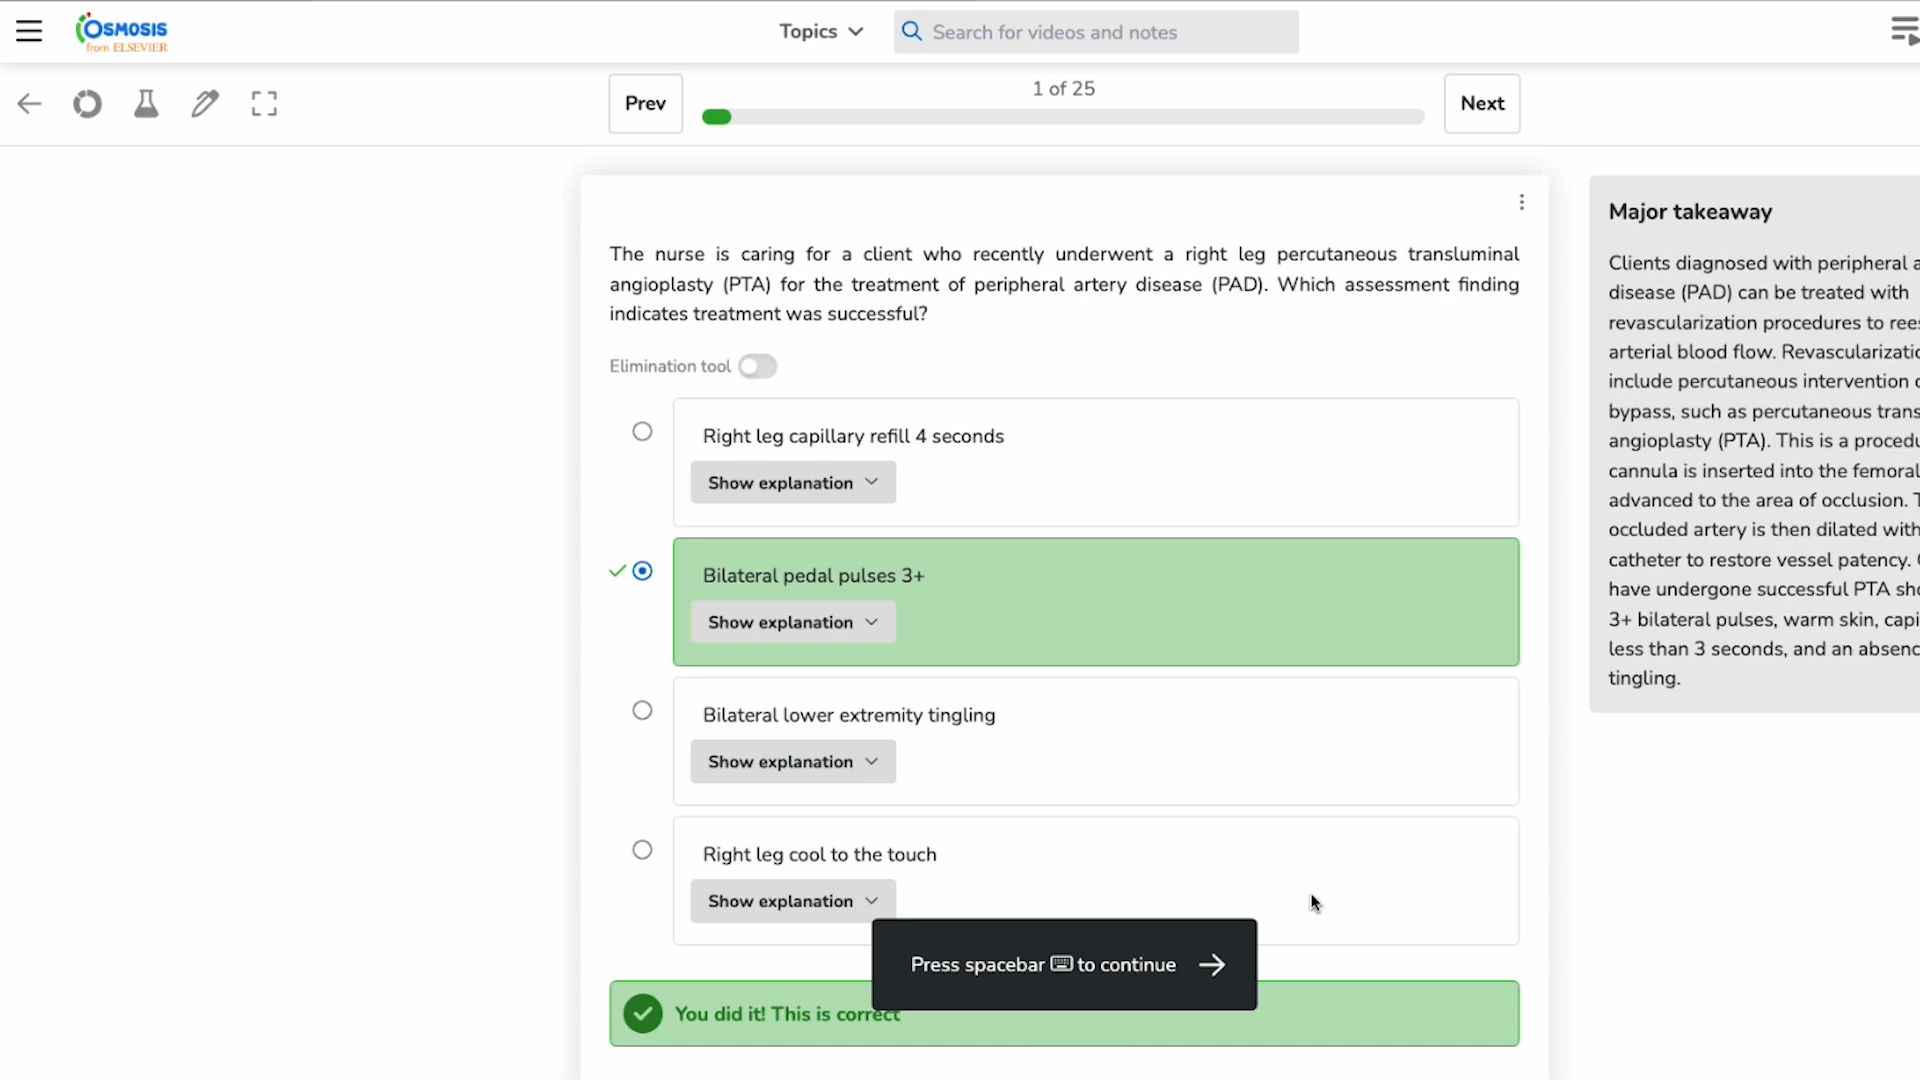 OSMOSIS
from ELSEVIER
Topics
Search for videos and notes
Prev
1 of 25
Next
The nurse is caring for a client who recently underwent a right leg percutaneous transluminal
angioplasty (PTA) for the treatment of peripheral artery disease (PAD). Which assessment finding
indicates treatment was successful?
Elimination tool
Right leg capillary refill 4 seconds
Show explanation
Bilateral pedal pulses 3+
Show explanation
Bilateral lower extremity tingling
Show explanation
Right leg cool to the touch
Show explanation
Press spacebar to continue
You did it! This is correct
Major takeaway
Clients diagnosed with peripheral
disease (PAD) can be treated with
revascularization procedures to
arterial blood flow.
include percutaneous intervention
bypass, such as percutaneous
angioplasty (PTA). This is a
cannula is inserted into the femoral
advanced to the area of occlusion.
occluded artery is then dilated with
catheter to restore vessel patency.
have undergone successful PTA
3+ bilateral pulses, warm skin,
less than 3 seconds, and an
tingling.